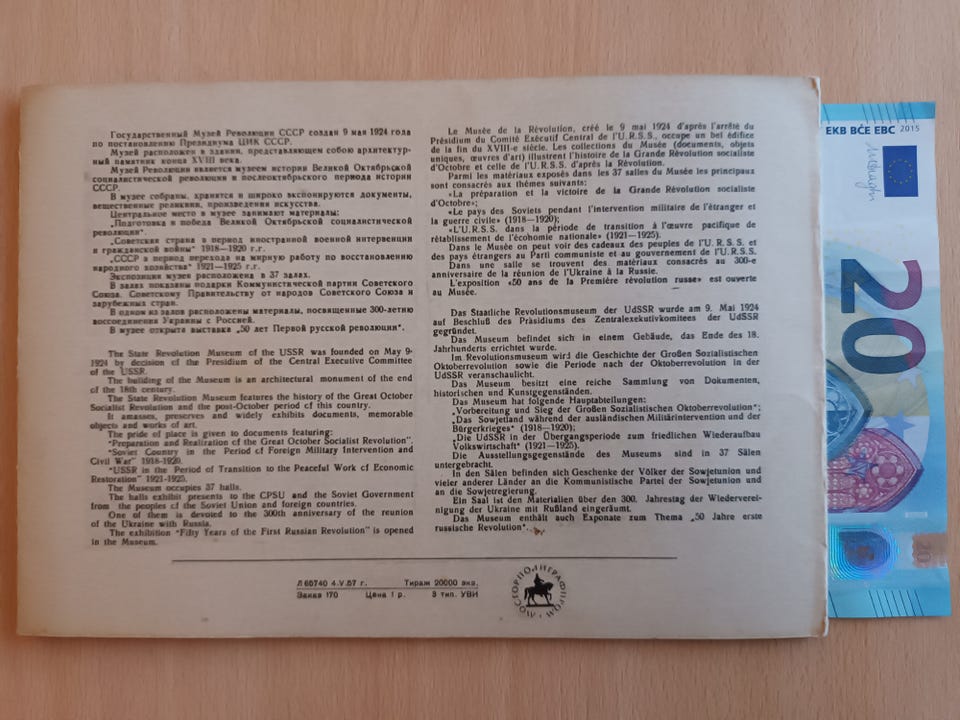 Государственный Музей Революции СССР создан 9 мая 1924 года
по постановлению Президиума ЦИК СССР.
Музей расположен в здании, представляющем собою архитектур-
ный памятник конца XVIII века.
Музей Революции является музеем истории Великой Октябрьской
социалистической революции и послеоктябрьского периода истории
СССР.
В музее собраны, хранятся и широко экспонируются документы,
вещественные реликвии, произведения искусства.
Центральное место в музее занимают материалы:
„Подготовка и победа Великой Октябрьской социалистической
революции“.
„Советская страна в период иностранной военной интервенции
и гражданской войны“ 1918—1920 г.г.
„СССР в период перехода на мирную работу по восстановлению
народного хозяйства“ 1921—1925 г.г.
Экспозиция музея расположена в 37 залах.
В залах показаны подарки Коммунистической партии Советского
Союза, Советскому Правительству от народов Советского Союза и
зарубежных стран.
В одном из залов расположены материалы, посвященные 300-летию
воссоединения Украины с Россией.
В музее открыта выставка „50 лет Первой русской революции“.
The State Revolution Museum of the USSR was founded on May 9-
1924 by decision of the Presidium of the Central Executive Committee
of the USSR.
The building of the Museum is an architectural monument of the end
of the 18th century.
The State Revolution Museum features the history of the Great October
Socialist Revolution and the post-October period of this country.
It amasses, preserves and widely exhibits documents, memorable
objects and works of art.
The pride of place is given to documents featuring:
"Preparation and Realization of the Great October Socialist Revolution".
"Soviet Country in the Period of Foreign Military Intervention and
Civil War" 1918-1920.
"USSR in the Period of Transition to the Peaceful Work of Economic
Restoration" 1921-1925.
The Museum occupies 37 halls.
The halls exhibit presents to the CPSU and the Soviet Government
from the peoples of the Soviet Union and foreign countries.
One of them is devoted to the 300th anniversary of the reunion
of the Ukraine with Russia.
The exhibition "Fifty Years of the First Russian Revolution" is opened
in the Museum.
Le Musée de la Révolution, créé le 9 mai 1924 d'après l'arrêté du
Présidium du Comité Exécutif Central de l'U.R.S.S., occupe un bel édifice
de la fin du XVIII-e siècle. Les collections du Musée (documents, objets
uniques, œuvres d'art) illustrent l'histoire de la Grande Révolution socialiste
d'Octobre et celle de l'U.R.S.S. d'après la Révolution.
Parmi les matériaux exposés dans les 37 salles du Musée les principaux
sont consacrés aux thèmes suivants:
«La préparation et la victoire de la Grande Révolution socialiste
d'Octobre»;
«Le pays des Soviets pendant l'intervention militaire de l'étranger et
la guerre civile» (1918—1920);
«L'U.R.S.S. dans la période de transition à l'œuvre pacifique de
rétablissement de l'économie nationale» (1921—1925).
Dans le Musée on peut voir des cadeaux des peuples de l'U.R.S.S. et
des pays étrangers au Parti communiste et au gouvernement de l'U.R.S.S.
Dans une salle se trouvent des matériaux consacrés au 300-e
anniversaire de la réunion de l'Ukraine à la Russie.
L'exposition «50 ans de la Première révolution russe» est ouverte
au Musée.
Das Staatliche Revolutionsmuseum der UdSSR wurde am 9. Mai 1924
auf Beschluß des Präsidiums des Zentralexekutivkomitees der UdSSR
gegründet.
Das Museum befindet sich in einem Gebäude, das Ende des 18.
Jahrhunderts errichtet wurde.
Im Revolutionsmuseum wird die Geschichte der Großen Sozialistischen
Oktoberrevolution sowie die Periode nach der Oktoberrevolution in der
UdSSR veranschaulicht.
Das Museum besitzt eine reiche Sammlung von Dokumenten,
historischen und Kunstgegenständen.
Das Museum hat folgende Hauptabteilungen:
„Vorbereitung und Sieg der Großen Sozialistischen Oktoberrevolution“;
„Das Sowjetland während der ausländischen Militärintervention und der
Bürgerkrieges“ (1918—1920);
„Die UdSSR in der Übergangsperiode zum friedlichen Wiederaufbau
Volkswirtschaft“ (1921—1925).
Die Ausstellungsgegenstände des Museums sind in 37 Sälen
untergebracht.
In den Sälen befinden sich Geschenke der Völker der Sowjetunion und
vieler anderer Länder an die Kommunistische Partei der Sowjetunion und
an die Sowjetregierung.
Ein Saal ist den Materialien über den 300. Jahrestag der Wiederverei-
nigung der Ukraine mit Rußland eingeräumt.
Das Museum enthält auch Exponate zum Thema „50 Jahre erste
russische Revolution“.
Л 65740 4.V.57 г. Тираж 20000 экз.
Заказ 170 Цена 1 р. 3 тип. УВИ
МОСГОРПОЛИГРАФПРОМ
EKB BĊE EBC 2015
20